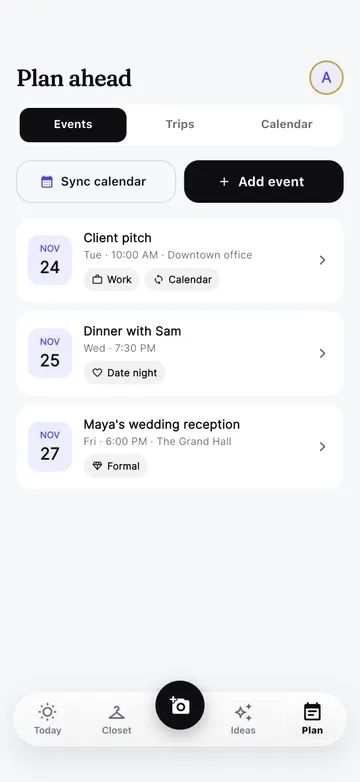 Plan ahead
A
Events
Trips
Calendar
Sync calendar
+ Add event
NOV
24
Client pitch
Tue · 10:00 AM · Downtown office
Work
Calendar
NOV
25
Dinner with Sam
Wed · 7:30 PM
Date night
NOV
27
Maya's wedding reception
Fri · 6:00 PM · The Grand Hall
Formal
Today
Closet
Ideas
Plan